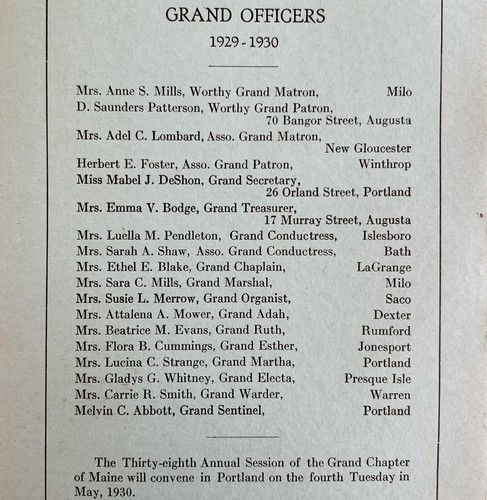 GRAND OFFICERS
1929-1930
Mrs. Anne S. Mills, Worthy Grand Matron, Milo
D. Saunders Patterson, Worthy Grand Patron,
70 Bangor Street, Augusta
Mrs. Adel C. Lombard, Asso. Grand Matron,
New Gloucester
Herbert E. Foster, Asso. Grand Patron, Winthrop
Miss Mabel J. DeShon, Grand Secretary,
26 Orland Street, Portland
Mrs. Emma V. Bodge, Grand Treasurer,
17 Murray Street, Augusta
Mrs. Luella M. Pendleton, Grand Conductress, Islesboro
Mrs. Sarah A. Shaw, Asso. Grand Conductress, Bath
Mrs. Ethel E. Blake, Grand Chaplain, LaGrange
Mrs. Sara C. Mills, Grand Marshal, Milo
Mrs. Susie L. Merrow, Grand Organist, Saco
Mrs. Attalena A. Mower, Grand Adah, Dexter
Mrs. Beatrice M. Evans, Grand Ruth, Rumford
Mrs. Flora B. Cummings, Grand Esther, Jonesport
Mrs. Lucina C. Strange, Grand Martha, Portland
Mrs. Gladys G. Whitney, Grand Electa, Presque Isle
Mrs. Carrie R. Smith, Grand Warder, Warren
Melvin C. Abbott, Grand Sentinel, Portland
The Thirty-eighth Annual Session of the Grand Chapter
of Maine will convene in Portland on the fourth Tuesday in
May, 1930.